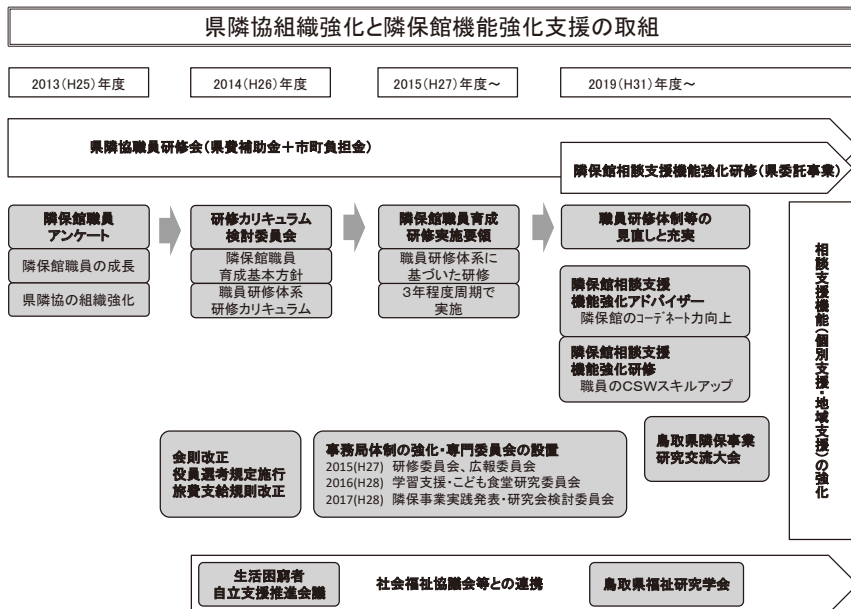 県隣協組織強化と隣保館機能強化支援の取組
2013(H25)年度
2014(H26)年度
2015(H27)年度～
2019(H31)年度～
県隣協職員研修会(県費補助金＋市町負担金)
隣保館相談支援機能強化研修(県委託事業)
隣保館職員
アンケート
隣保館職員の成長
県隣協の組織強化
研修カリキュラム
検討委員会
隣保館職員
育成基本方針
職員研修体系
研修カリキュラム
隣保館職員育成
研修実施要領
職員研修体系に
基づいた研修
3年程度周期で
実施
職員研修体制等の
見直しと充実
隣保館相談支援
機能強化アドバイザー
隣保館のコーデネート力向上
隣保館相談支援
機能強化研修
職員のCSWスキルアップ
相談支援機能(個別支援・地域支援)の強化
会則改正
役員選考規定施行
旅費支給規則改正
事務局体制の強化・専門委員会の設置
2015(H27) 研修委員会、広報委員会
2016(H28) 学習支援・こども食堂研究委員会
2017(H28) 隣保事業実践発表・研究会検討委員会
鳥取県隣保事業
研究交流大会
生活困窮者
自立支援推進会議
社会福祉協議会等との連携
鳥取県福祉研究学会